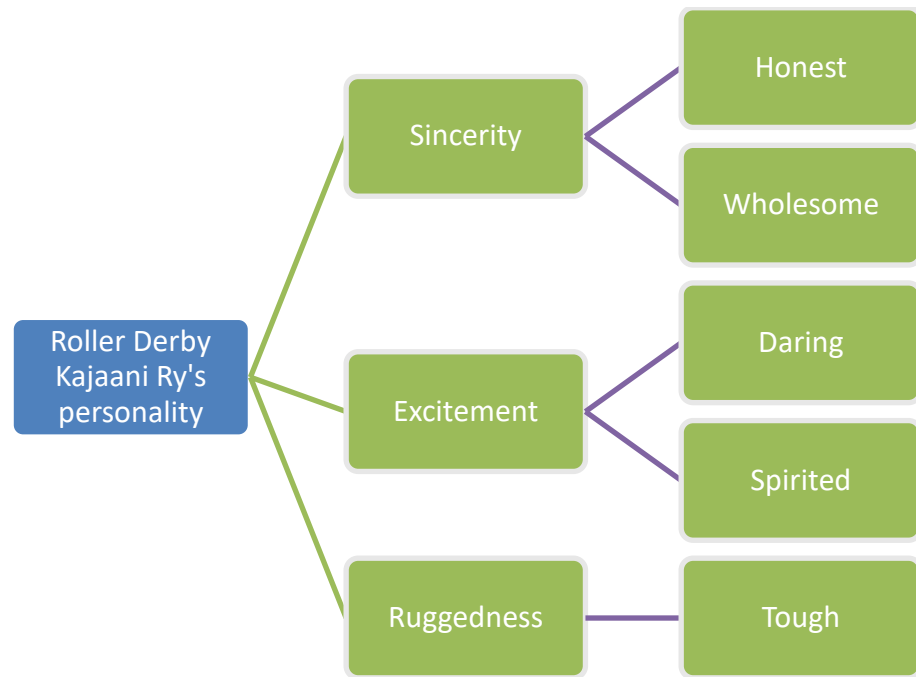 Roller Derby
Kajaani Ry's
personality
Sincerity
Honest
Wholesome
Excitement
Daring
Spirited
Ruggedness
Tough